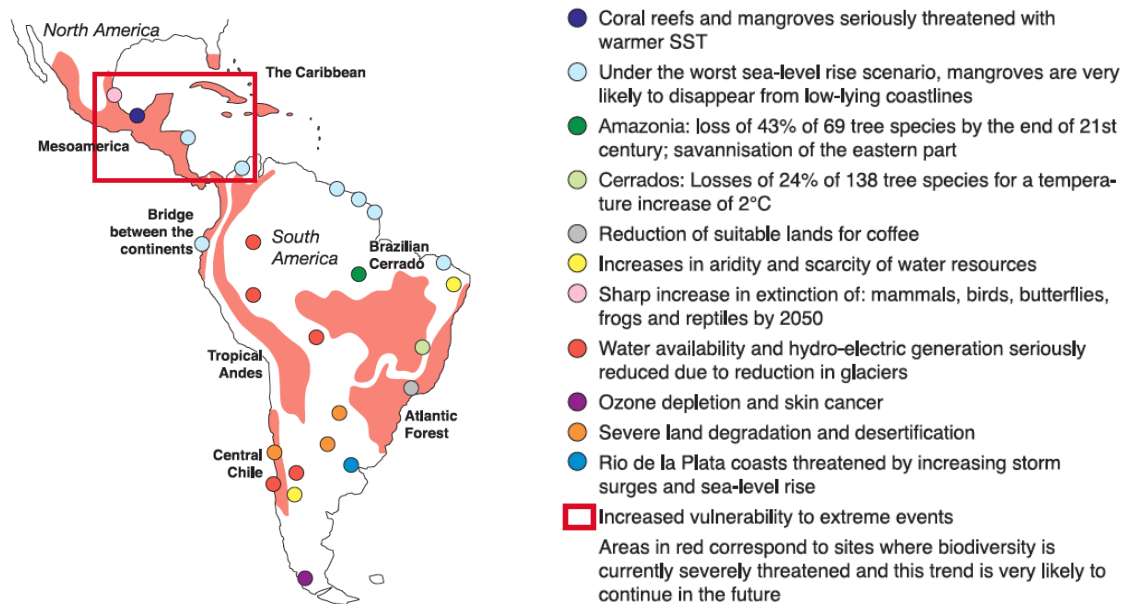 North America
The Caribbean
Mesoamerica
Bridge
between the
continents
South
America
Brazilian
Cerrado
Tropical
Andes
Atlantic
Forest
Central
Chile
Coral reefs and mangroves seriously threatened with
warmer SST
Under the worst sea-level rise scenario, mangroves are very
likely to disappear from low-lying coastlines
Amazonia: loss of 43% of 69 tree species by the end of 21st
century; savannisation of the eastern part
Cerrados: Losses of 24% of 138 tree species for a tempera-
ture increase of 2°C
Reduction of suitable lands for coffee
Increases in aridity and scarcity of water resources
Sharp increase in extinction of: mammals, birds, butterflies,
frogs and reptiles by 2050
Water availability and hydro-electric generation seriously
reduced due to reduction in glaciers
Ozone depletion and skin cancer
Severe land degradation and desertification
Rio de la Plata coasts threatened by increasing storm
surges and sea-level rise
Increased vulnerability to extreme events
Areas in red correspond to sites where biodiversity is
currently severely threatened and this trend is very likely to
continue in the future